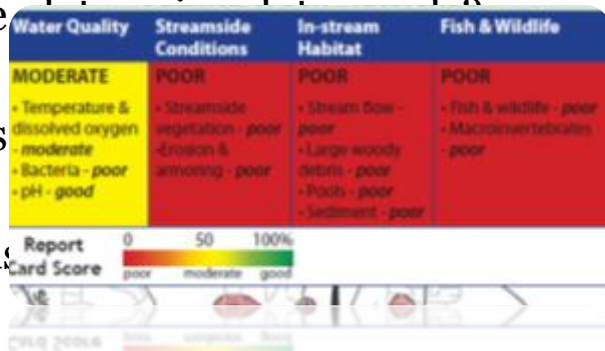 Water Quality
Streamside Conditions
In-stream Habitat
Fish & Wildlife
MODERATE
• Temperature &
dissolved oxygen
- moderate
• Bacteria - poor
• pH - good
POOR
• Streamside
vegetation - poor
•Erosion &
armoring - poor
POOR
• Stream flow -
poor
• Large woody
debris - poor
• Pools - poor
• Sediment - poor
POOR
• Fish & wildlife - poor
• Macroinvertebrates
- poor
Report
Card Score
0 50 100%
poor moderate good